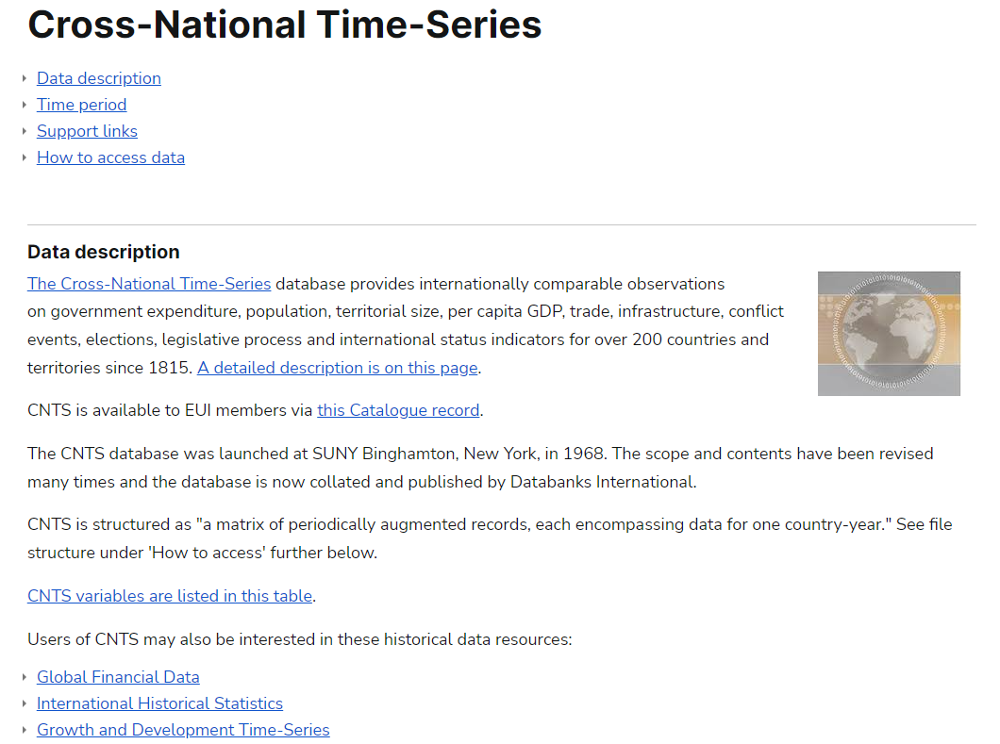 Cross-National Time-Series
Data description
Time period
Support links
How to access data
Data description
The Cross-National Time-Series database provides internationally comparable observations
on government expenditure, population, territorial size, per capita GDP, trade, infrastructure, conflict
events, elections, legislative process and international status indicators for over 200 countries and
territories since 1815. A detailed description is on this page.
CNTS is available to EUI members via this Catalogue record.
The CNTS database was launched at SUNY Binghamton, New York, in 1968. The scope and contents have been revised
many times and the database is now collated and published by Databanks International.
CNTS is structured as "a matrix of periodically augmented records, each encompassing data for one country-year." See file
structure under 'How to access' further below.
CNTS variables are listed in this table.
Users of CNTS may also be interested in these historical data resources:
Global Financial Data
International Historical Statistics
Growth and Development Time-Series